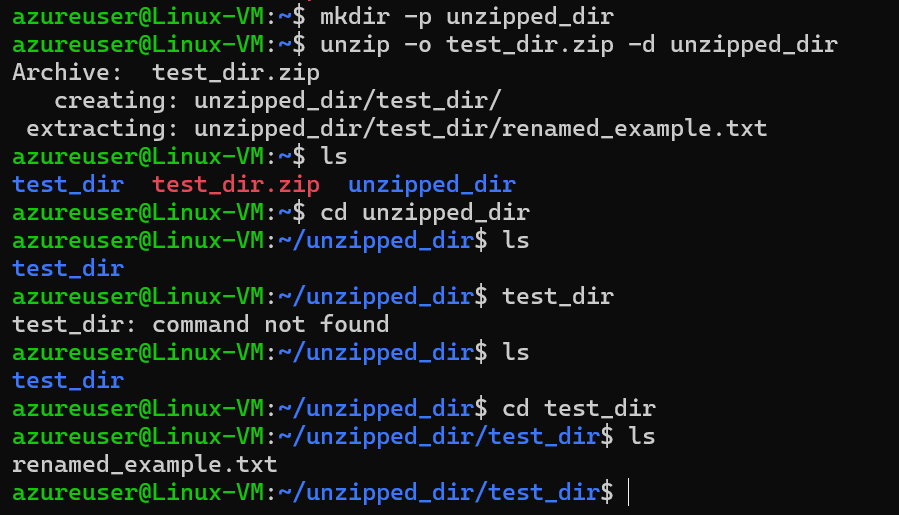 azureuser@Linux-VM:~$ mkdir -p unzipped_dir
azureuser@Linux-VM:~$ unzip -o test_dir.zip -d unzipped_dir
Archive:  test_dir.zip
   creating: unzipped_dir/test_dir/
 extracting: unzipped_dir/test_dir/renamed_example.txt
azureuser@Linux-VM:~$ ls
test_dir  test_dir.zip  unzipped_dir
azureuser@Linux-VM:~$ cd unzipped_dir
azureuser@Linux-VM:~/unzipped_dir$ ls
test_dir
azureuser@Linux-VM:~/unzipped_dir$ test_dir
test_dir: command not found
azureuser@Linux-VM:~/unzipped_dir$ ls
test_dir
azureuser@Linux-VM:~/unzipped_dir$ cd test_dir
azureuser@Linux-VM:~/unzipped_dir/test_dir$ ls
renamed_example.txt
azureuser@Linux-VM:~/unzipped_dir/test_dir$